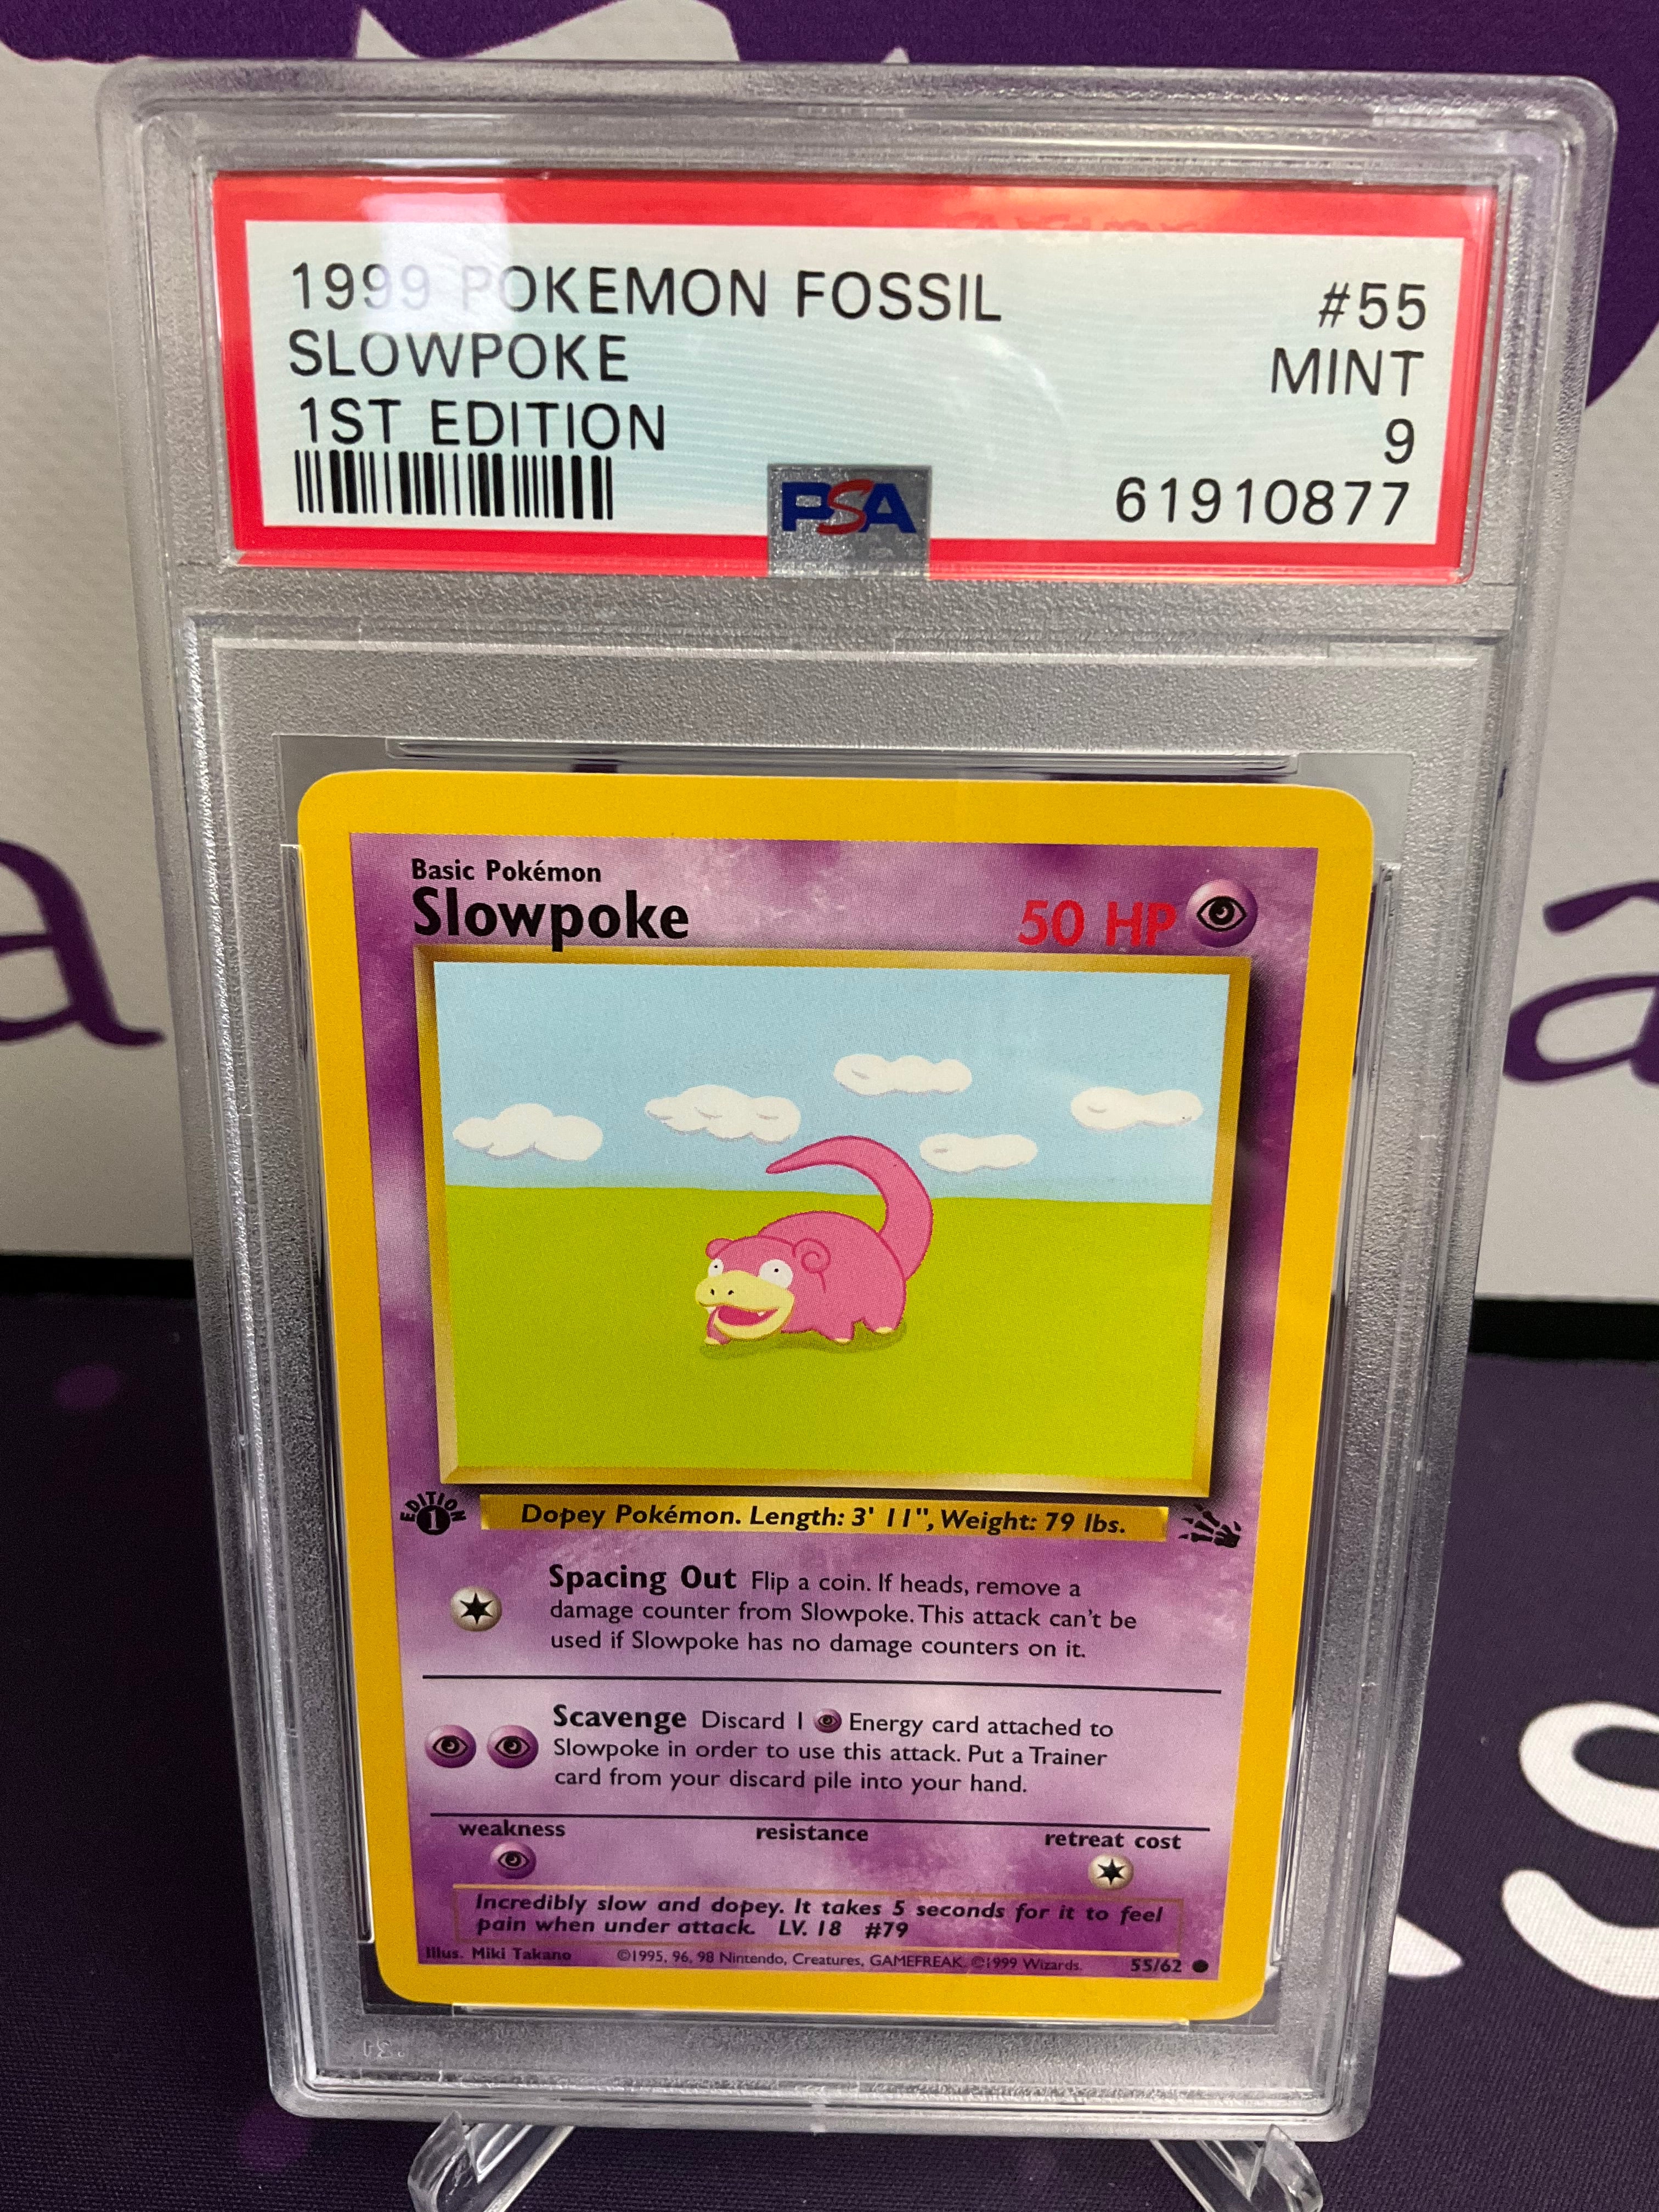 1999 POKEMON FOSSIL #55
SLOWPOKE MINT
1ST EDITION 9
PSA 61910877
Basic Pokémon
Slowpoke 50 HP
EDITION 1
Dopey Pokémon. Length: 3' 11", Weight: 79 lbs.
Spacing Out Flip a coin. If heads, remove a
damage counter from Slowpoke. This attack can't be
used if Slowpoke has no damage counters on it.
Scavenge Discard 1 Energy card attached to
Slowpoke in order to use this attack. Put a Trainer
card from your discard pile into your hand.
weakness resistance retreat cost
Incredibly slow and dopey. It takes 5 seconds for it to feel
pain when under attack. LV. 18 #79
Illus. Miki Takano ©1995, 96, 98 Nintendo, Creatures, GAMEFREAK. ©1999 Wizards. 55/62